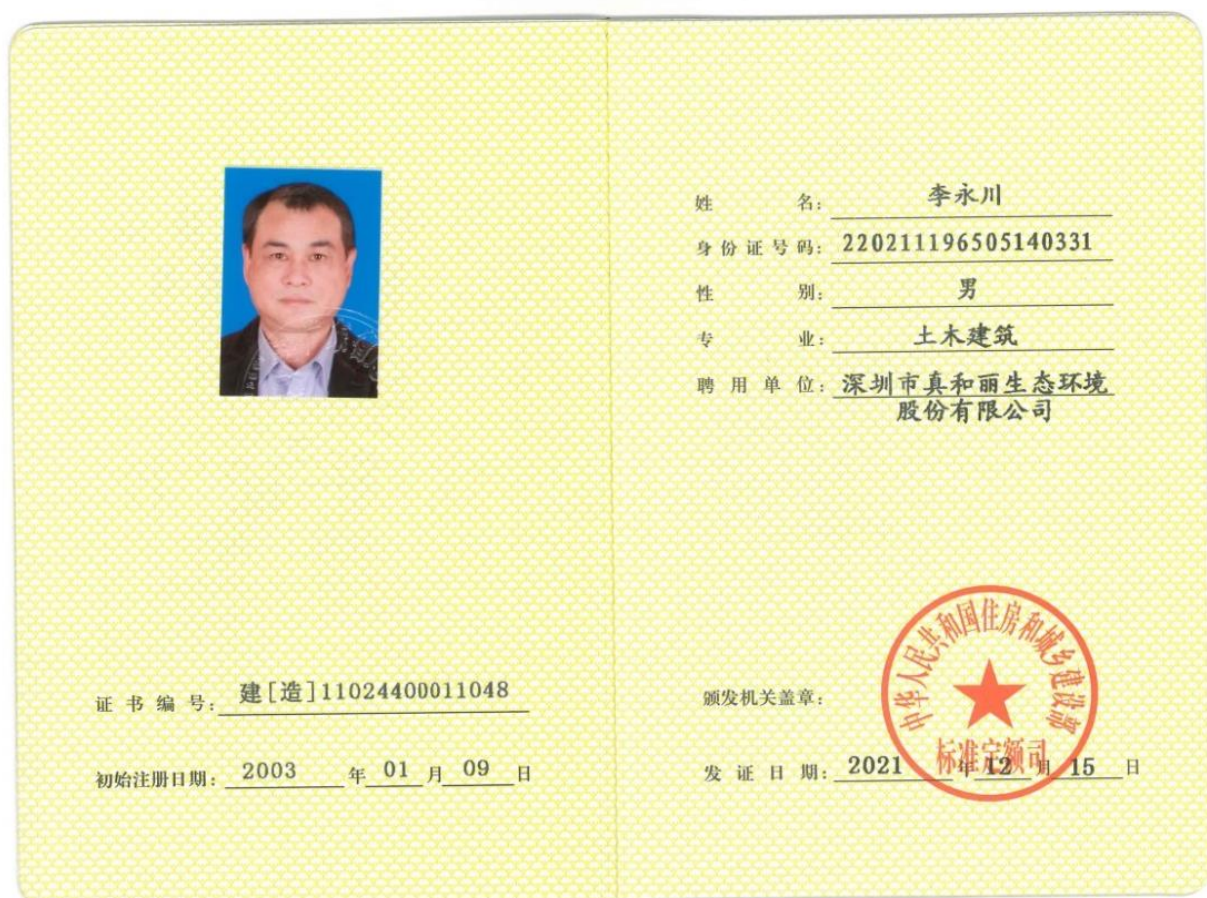 姓 名: 李永川
身份证号码: 220211196505140331
性 别: 男
专 业: 土木建筑
聘用单位: 深圳市真和丽生态环境
股份有限公司
证书编号: 建[造]11024400011048
初始注册日期: 2003 年 01 月 09 日
颁发机关盖章:
中华人民共和国住房和城乡建设部
标准定额司
发证日期: 2021 年 12 月 15 日